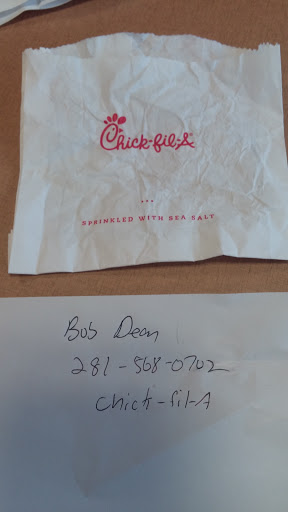 Chick-fil-A
SPRINKLED WITH SEA SALT
Bob Dean
281-568-0702
Chick-fil-A